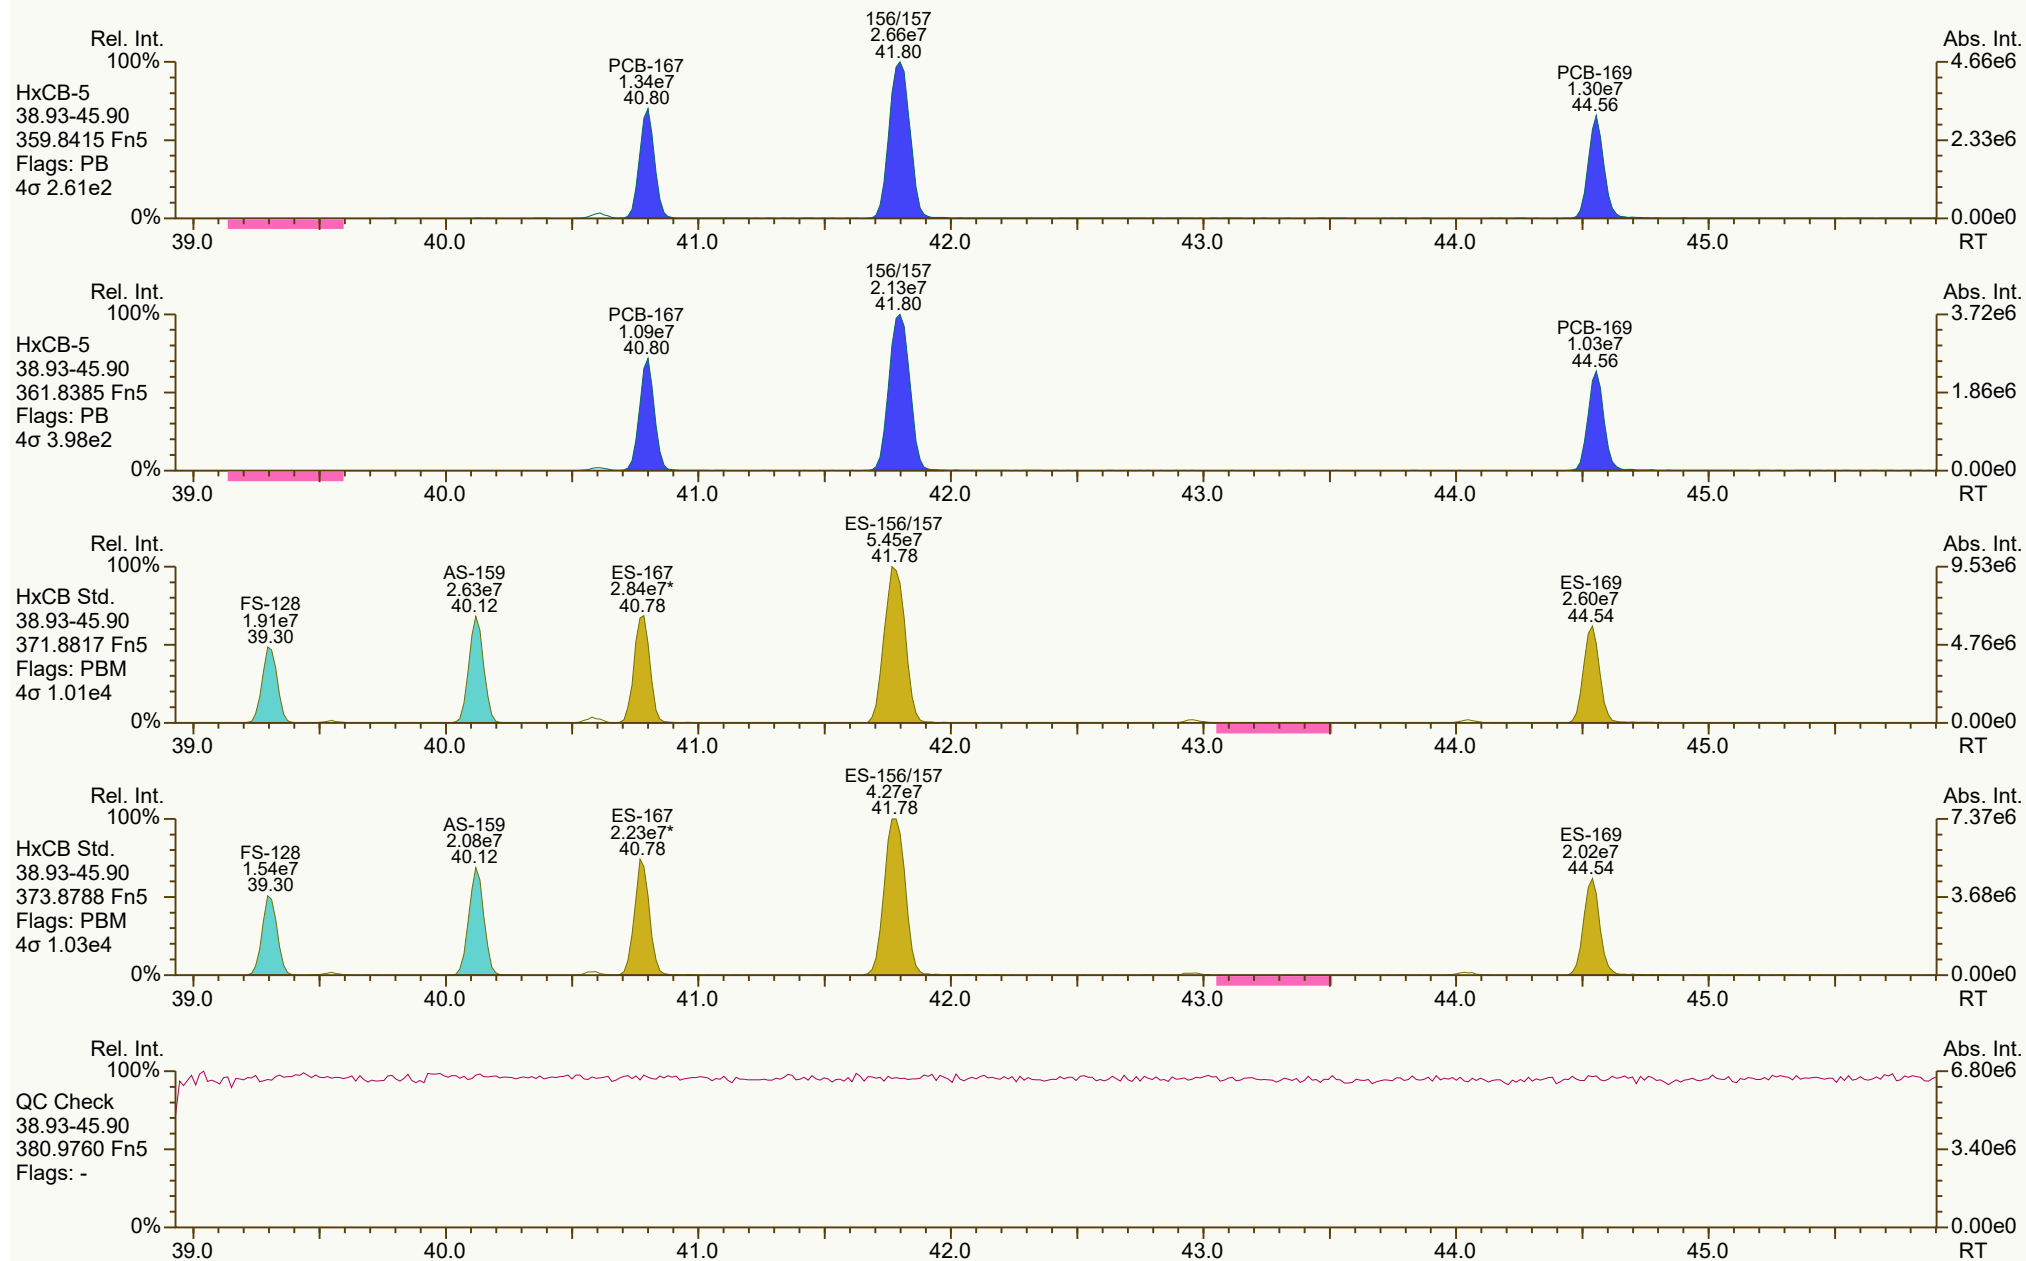 Rel. Int.
100%
0%
HxCB-5
38.93-45.90
359.8415 Fn5
Flags: PB
4σ 2.61e2
PCB-167
1.34e7
40.80
156/157
2.66e7
41.80
PCB-169
1.30e7
44.56
Abs. Int.
4.66e6
2.33e6
0.00e0
39.0 40.0 41.0 42.0 43.0 44.0 45.0 RT
Rel. Int.
100%
0%
HxCB-5
38.93-45.90
361.8385 Fn5
Flags: PB
4σ 3.98e2
PCB-167
1.09e7
40.80
156/157
2.13e7
41.80
PCB-169
1.03e7
44.56
Abs. Int.
3.72e6
1.86e6
0.00e0
39.0 40.0 41.0 42.0 43.0 44.0 45.0 RT
Rel. Int.
100%
0%
HxCB Std.
38.93-45.90
371.8817 Fn5
Flags: PBM
4σ 1.01e4
FS-128
1.91e7
39.30
AS-159
2.63e7
40.12
ES-167
2.84e7*
40.78
ES-156/157
5.45e7
41.78
ES-169
2.60e7
44.54
Abs. Int.
9.53e6
4.76e6
0.00e0
39.0 40.0 41.0 42.0 43.0 44.0 45.0 RT
Rel. Int.
100%
0%
HxCB Std.
38.93-45.90
373.8788 Fn5
Flags: PBM
4σ 1.03e4
FS-128
1.54e7
39.30
AS-159
2.08e7
40.12
ES-167
2.23e7*
40.78
ES-156/157
4.27e7
41.78
ES-169
2.02e7
44.54
Abs. Int.
7.37e6
3.68e6
0.00e0
39.0 40.0 41.0 42.0 43.0 44.0 45.0 RT
Rel. Int.
100%
0%
QC Check
38.93-45.90
380.9760 Fn5
Flags: -
Abs. Int.
6.80e6
3.40e6
0.00e0
39.0 40.0 41.0 42.0 43.0 44.0 45.0 RT